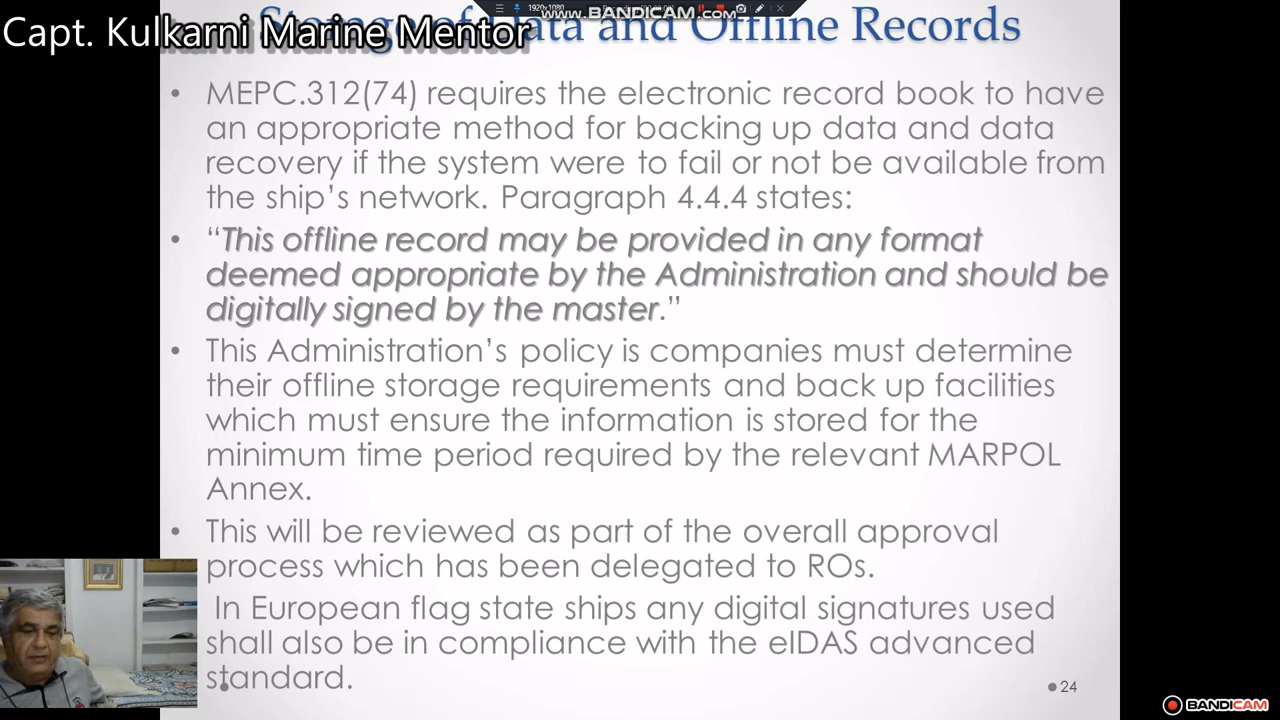 1920x1080
www.BANDICAM.com
Capt. Kulkarni Marine Mentor
Storage of Data and Offline Records
• MEPC.312(74) requires the electronic record book to have
an appropriate method for backing up data and data
recovery if the system were to fail or not be available from
the ship’s network. Paragraph 4.4.4 states:
• “This offline record may be provided in any format
deemed appropriate by the Administration and should be
digitally signed by the master.”
• This Administration’s policy is companies must determine
their offline storage requirements and back up facilities
which must ensure the information is stored for the
minimum time period required by the relevant MARPOL
Annex.
• This will be reviewed as part of the overall approval
process which has been delegated to ROs.
In European flag state ships any digital signatures used
shall also be in compliance with the eIDAS advanced
standard.
24
BANDICAM